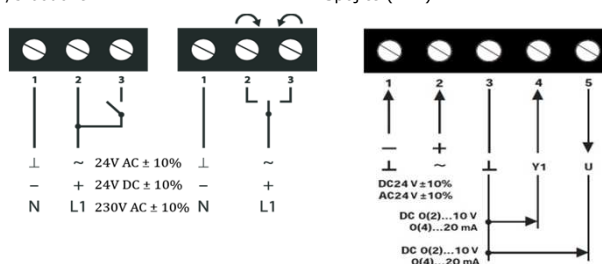 1 2 3
1 2 3
⊥ ~ 24V AC ± 10% ⊥ ~
− + 24V DC ± 10% − +
N L1 230V AC ± 10% N L1
1 2 3 4 5
− +
⊥ ~ ⊥ Y1 U
DC24 V±10%
AC24 V±10%
DC 0(2)...10 V
0(4)...20 mA
DC 0(2)...10 V
0(4)...20 mA